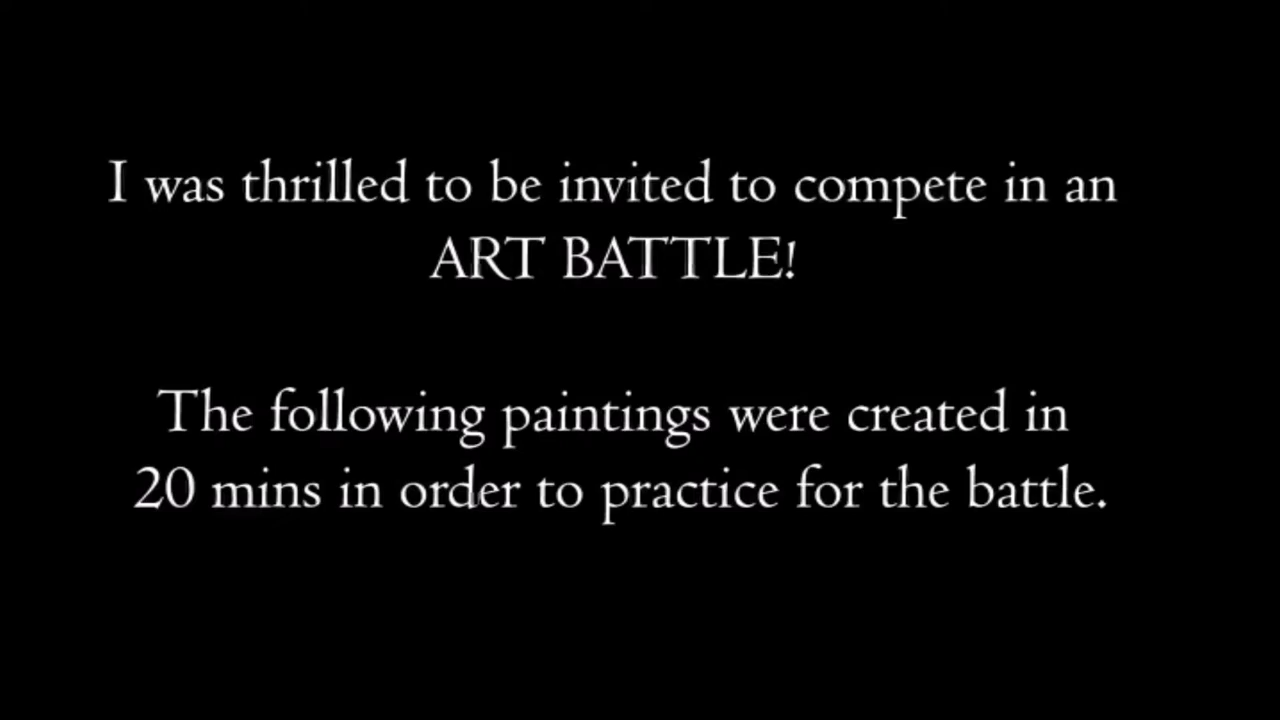 I was thrilled to be invited to compete in an
ART BATTLE!
The following paintings were created in
20 mins in order to practice for the battle.